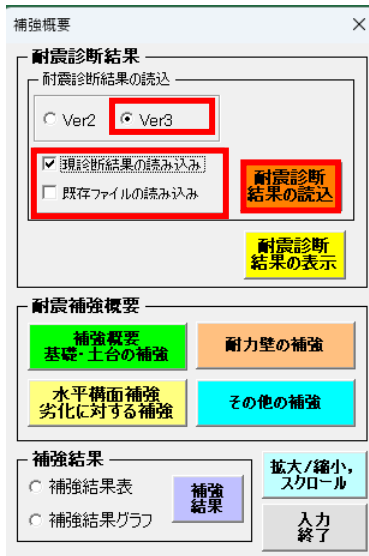 補強概要
耐震診断結果
耐震診断結果の読込
Ver2
Ver3
現診断結果の読み込み
既存ファイルの読み込み
耐震診断
結果の読込
耐震診断
結果の表示
耐震補強概要
補強概要
基礎・土台の補強
耐力壁の補強
水平構面補強
劣化に対する補強
その他の補強
補強結果
補強結果表
補強結果グラフ
補強
結果
拡大/縮小,
スクロール
入力
終了